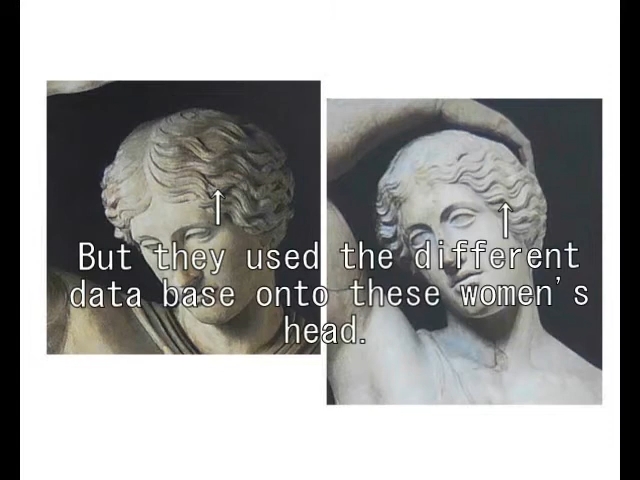 ↑
↑
But they used the different
data base onto these women's
head.